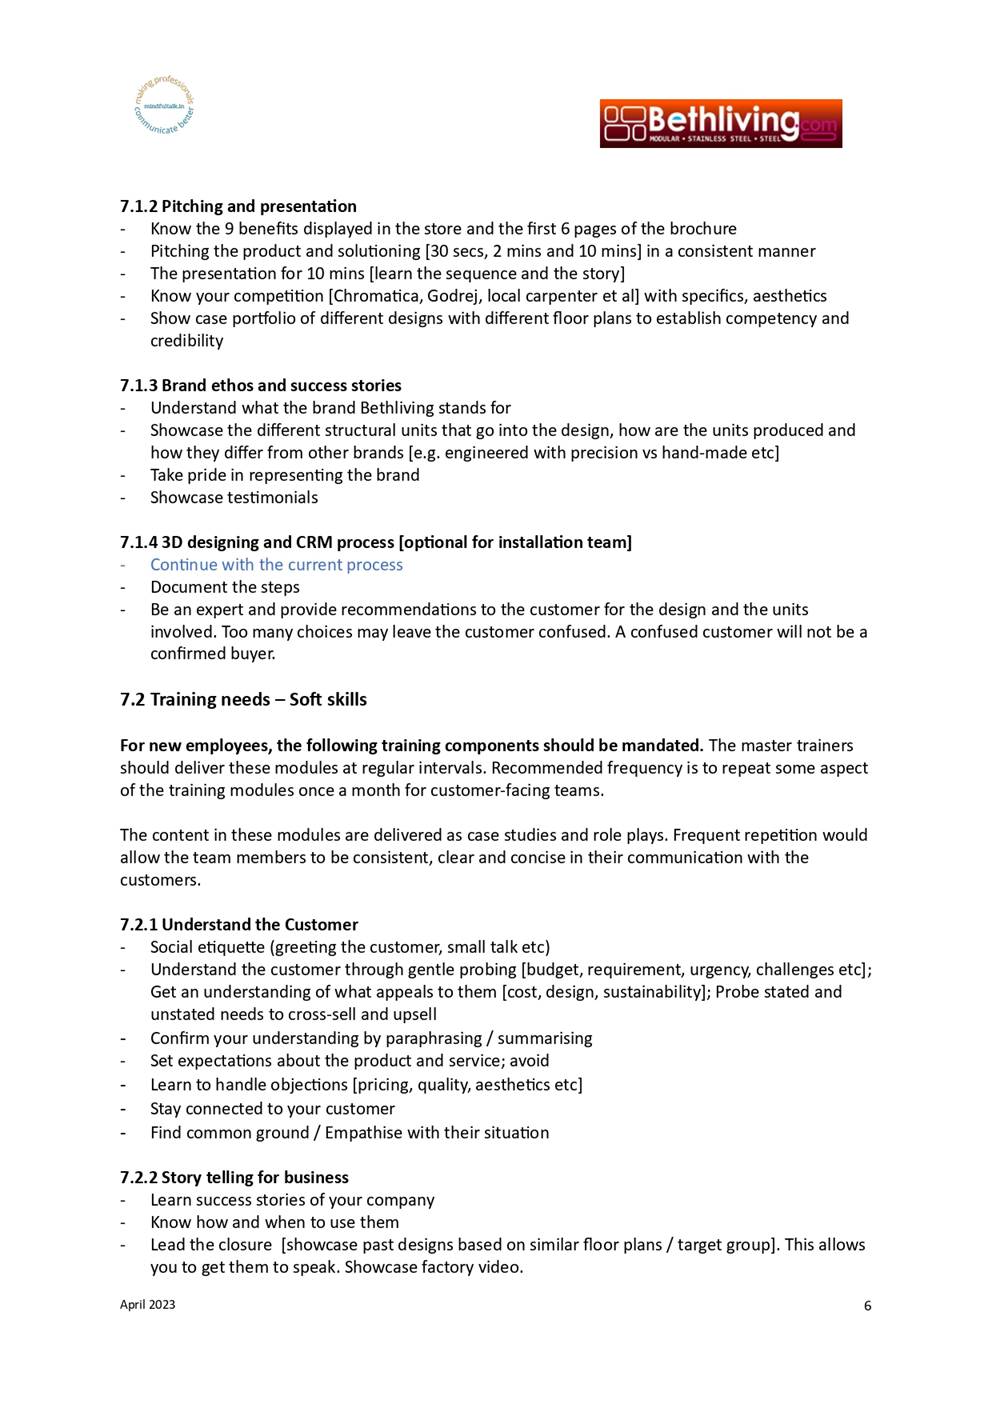 making professionals
mindfultalk.in
communicate better
Bethliving.com
MODULAR • STAINLESS STEEL • STEEL
7.1.2 Pitching and presentation
- Know the 9 benefits displayed in the store and the first 6 pages of the brochure
- Pitching the product and solutioning [30 secs, 2 mins and 10 mins] in a consistent manner
- The presentation for 10 mins [learn the sequence and the story]
- Know your competition [Chromatica, Godrej, local carpenter et al] with specifics, aesthetics
- Show case portfolio of different designs with different floor plans to establish competency and
credibility
7.1.3 Brand ethos and success stories
- Understand what the brand Bethliving stands for
- Showcase the different structural units that go into the design, how are the units produced and
how they differ from other brands [e.g. engineered with precision vs hand-made etc]
- Take pride in representing the brand
- Showcase testimonials
7.1.4 3D designing and CRM process [optional for installation team]
- Continue with the current process
- Document the steps
- Be an expert and provide recommendations to the customer for the design and the units
involved. Too many choices may leave the customer confused. A confused customer will not be a
confirmed buyer.
7.2 Training needs – Soft skills
For new employees, the following training components should be mandated. The master trainers
should deliver these modules at regular intervals. Recommended frequency is to repeat some aspect
of the training modules once a month for customer-facing teams.
The content in these modules are delivered as case studies and role plays. Frequent repetition would
allow the team members to be consistent, clear and concise in their communication with the
customers.
7.2.1 Understand the Customer
- Social etiquette (greeting the customer, small talk etc)
- Understand the customer through gentle probing [budget, requirement, urgency, challenges etc];
Get an understanding of what appeals to them [cost, design, sustainability]; Probe stated and
unstated needs to cross-sell and upsell
- Confirm your understanding by paraphrasing / summarising
- Set expectations about the product and service; avoid
- Learn to handle objections [pricing, quality, aesthetics etc]
- Stay connected to your customer
- Find common ground / Empathise with their situation
7.2.2 Story telling for business
- Learn success stories of your company
- Know how and when to use them
- Lead the closure  [showcase past designs based on similar floor plans / target group]. This allows
you to get them to speak. Showcase factory video.
April 2023
6